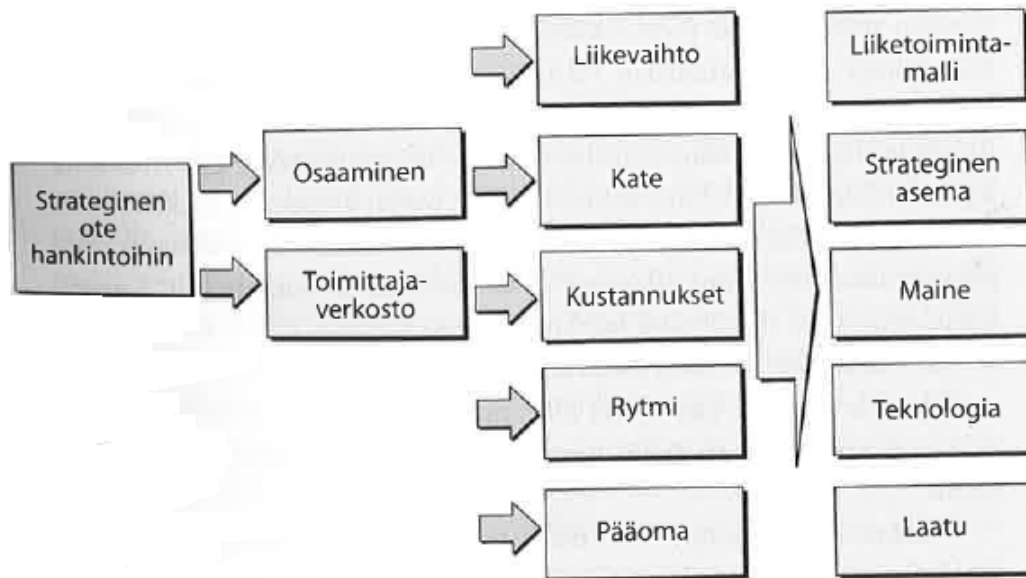 Strateginen
ote
hankintoihin
Osaaminen
Toimittaja-
verkosto
Liikevaihto
Kate
Kustannukset
Rytmi
Pääoma
Liiketoiminta-
malli
Strateginen
asema
Maine
Teknologia
Laatu